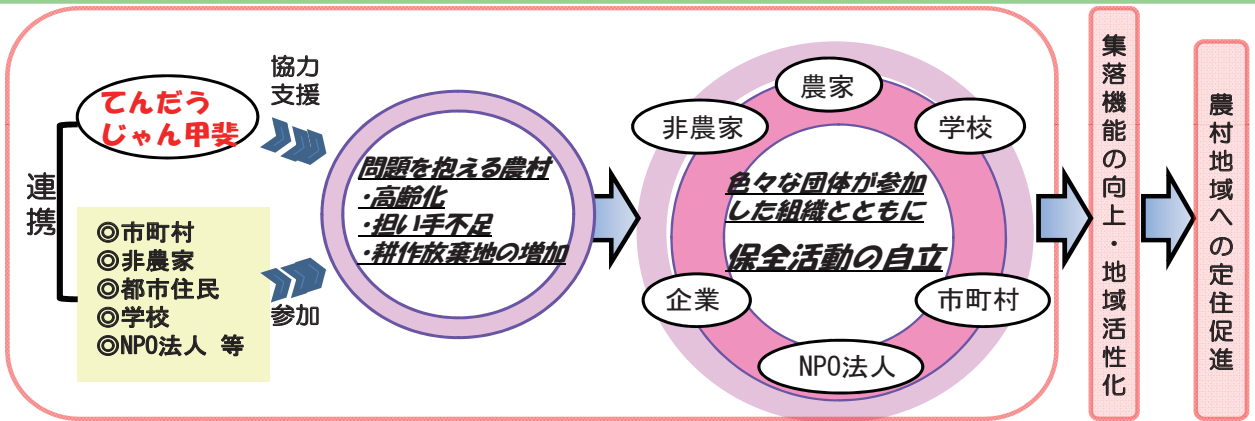 連携
てんだう
じゃん甲斐
協力
支援
◎市町村
◎非農家
◎都市住民
◎学校
◎NPO法人 等
参加
問題を抱える農村
・高齢化
・担い手不足
・耕作放棄地の増加
農家
非農家
学校
色々な団体が参加
した組織とともに
保全活動の自立
企業
市町村
NPO法人
集落機能の向上・地域活性化
農村地域への定住促進